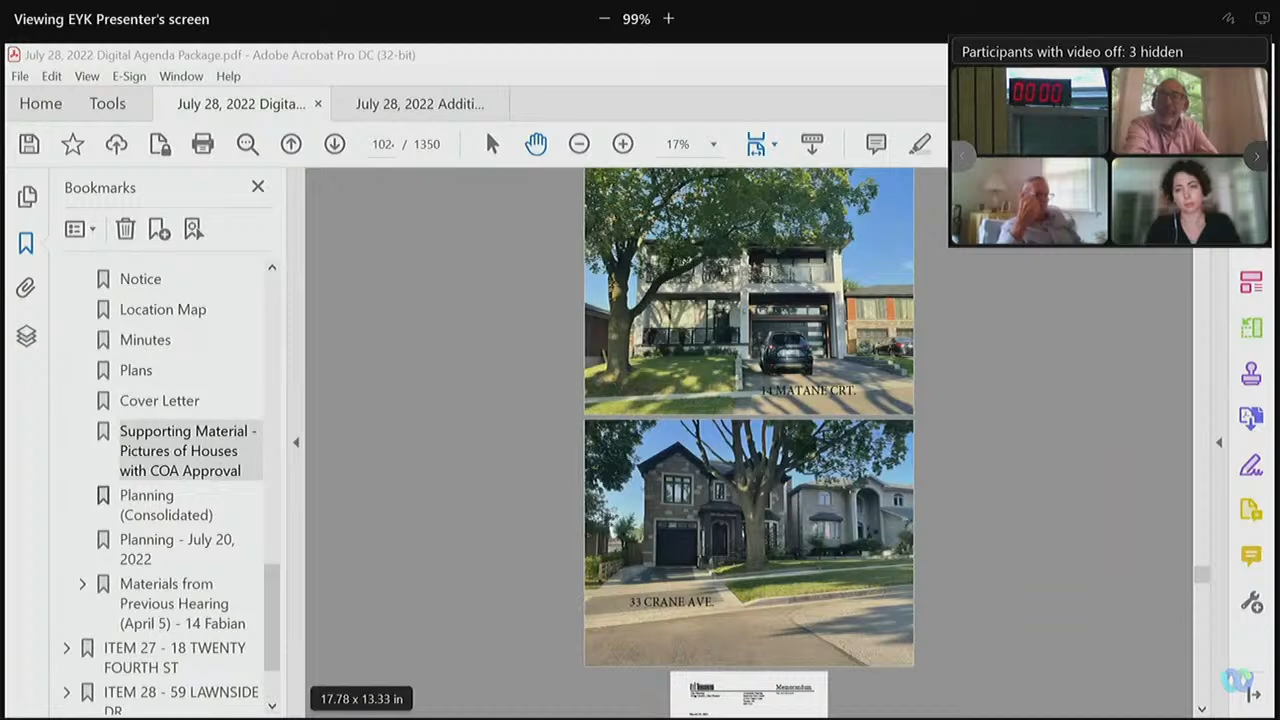 Viewing EYK Presenter's screen
99%
Participants with video off: 3 hidden
July 28, 2022 Digital Agenda Package.pdf - Adobe Acrobat Pro DC (32-bit)
File Edit View E-Sign Window Help
Home Tools July 28, 2022 Digita... × July 28, 2022 Additi...
102 / 1350 17%
00:00
Bookmarks
Notice
Location Map
Minutes
Plans
Cover Letter
Supporting Material -
Pictures of Houses
with COA Approval
Planning
(Consolidated)
Planning - July 20,
2022
Materials from
Previous Hearing
(April 5) - 14 Fabian
ITEM 27 - 18 TWENTY
FOURTH ST
ITEM 28 - 59 LAWNSIDE
DR
14 MATANE CRT.
33 CRANE AVE.
Memorandum
17.78 x 13.33 in